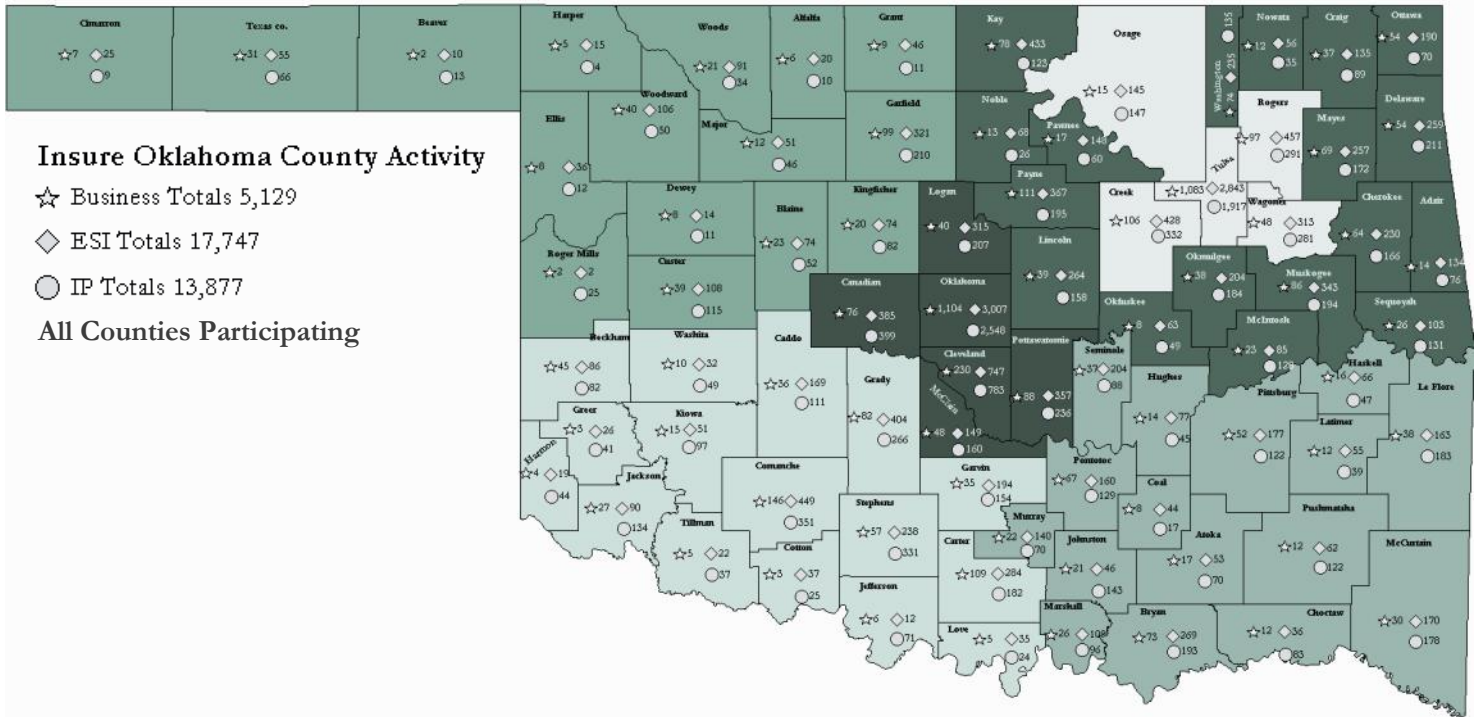 Insure Oklahoma County Activity
Business Totals 5,129
ESI Totals 17,747
IP Totals 13,877
All Counties Participating
Cimarron
7 25
9
Texas co.
31 55
66
Beaver
2 10
13
Harper
5 15
4
Woods
21 91
34
Alfalfa
6 20
10
Grant
9 46
11
Kay
78 433
123
Osage
15 145
147
Washington
74 235 135
Nowata
12 56
35
Craig
37 135
89
Ottawa
54 190
70
Ellis
8 36
12
Woodward
40 106
50
Major
12 51
46
Garfield
99 321
210
Noble
13 68
26
Pawnee
17 148
60
Rogers
97 457
291
Mayes
69 257
172
Delaware
54 259
211
Roger Mills
2 2
25
Dewey
8 14
11
Custer
39 108
115
Blaine
23 74
52
Kingfisher
20 74
82
Logan
40 315
207
Payne
111 367
195
Creek
106 428
332
Tulsa
1,083 2,843
1,917
Wagoner
48 313
281
Cherokee
64 230
166
Adair
14 134
76
Canadian
76 385
399
Oklahoma
1,104 3,007
2,548
Lincoln
39 264
158
Okmulgee
38 204
184
Muskogee
86 343
194
Sequoyah
26 103
131
Okfuskee
8 63
49
McIntosh
23 85
129
Beckham
45 86
82
Washita
10 32
49
Caddo
36 169
111
Grady
82 404
266
Cleveland
230 747
783
McClain
48 149
160
Pottawatomie
88 357
236
Seminole
37 204
88
Hughes
14 77
45
Pittsburg
52 177
122
Haskell
16 66
47
Le Flore
38 163
183
Latimer
12 55
39
Greer
3 26
41
Kiowa
15 51
97
Harmon
4 19
44
Jackson
27 90
134
Tillman
5 22
37
Comanche
146 449
351
Cotton
3 37
25
Stephens
57 238
331
Garvin
35 194
154
Murray
22 140
70
Pontotoc
67 160
129
Coal
8 44
17
Pushmataha
12 62
122
McCurtain
30 170
178
Jefferson
6 12
71
Carter
109 284
182
Love
5 35
24
Johnston
21 46
143
Atoka
17 53
70
Marshall
26 108
96
Bryan
73 269
193
Choctaw
12 36
83